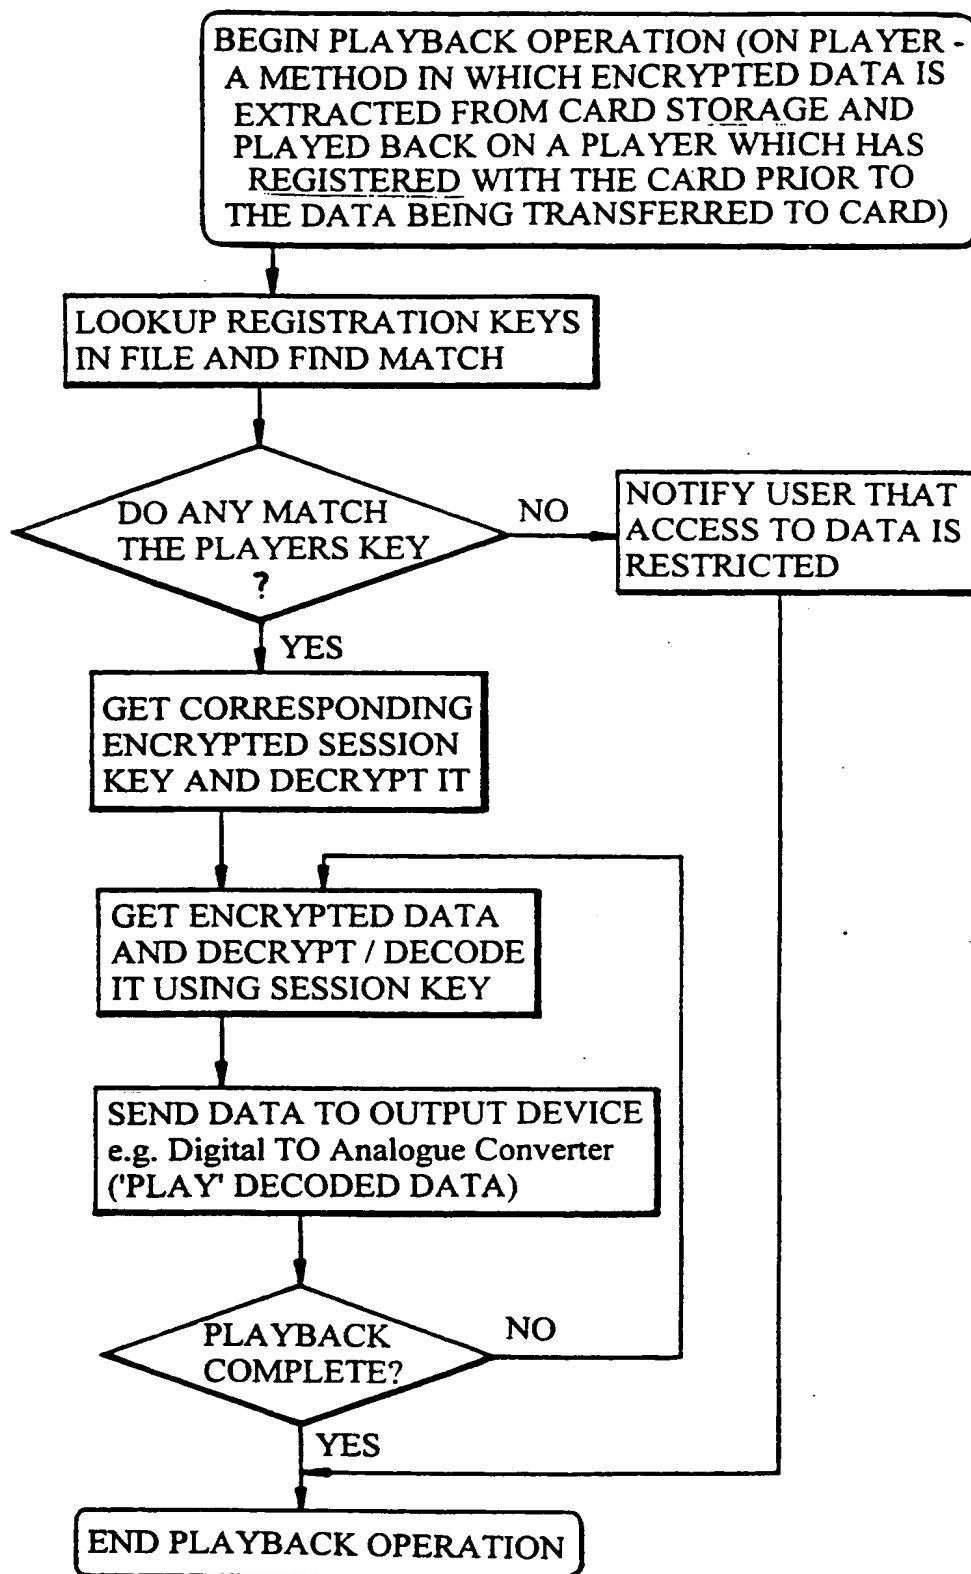 BEGIN PLAYBACK OPERATION (ON PLAYER -
A METHOD IN WHICH ENCRYPTED DATA IS
EXTRACTED FROM CARD STORAGE AND
PLAYED BACK ON A PLAYER WHICH HAS
REGISTERED WITH THE CARD PRIOR TO
THE DATA BEING TRANSFERRED TO CARD)
LOOKUP REGISTRATION KEYS
IN FILE AND FIND MATCH
DO ANY MATCH
THE PLAYERS KEY
?
NO
NOTIFY USER THAT
ACCESS TO DATA IS
RESTRICTED
YES
GET CORRESPONDING
ENCRYPTED SESSION
KEY AND DECRYPT IT
GET ENCRYPTED DATA
AND DECRYPT / DECODE
IT USING SESSION KEY
SEND DATA TO OUTPUT DEVICE
e.g. Digital TO Analogue Converter
('PLAY' DECODED DATA)
PLAYBACK
COMPLETE?
NO
YES
END PLAYBACK OPERATION